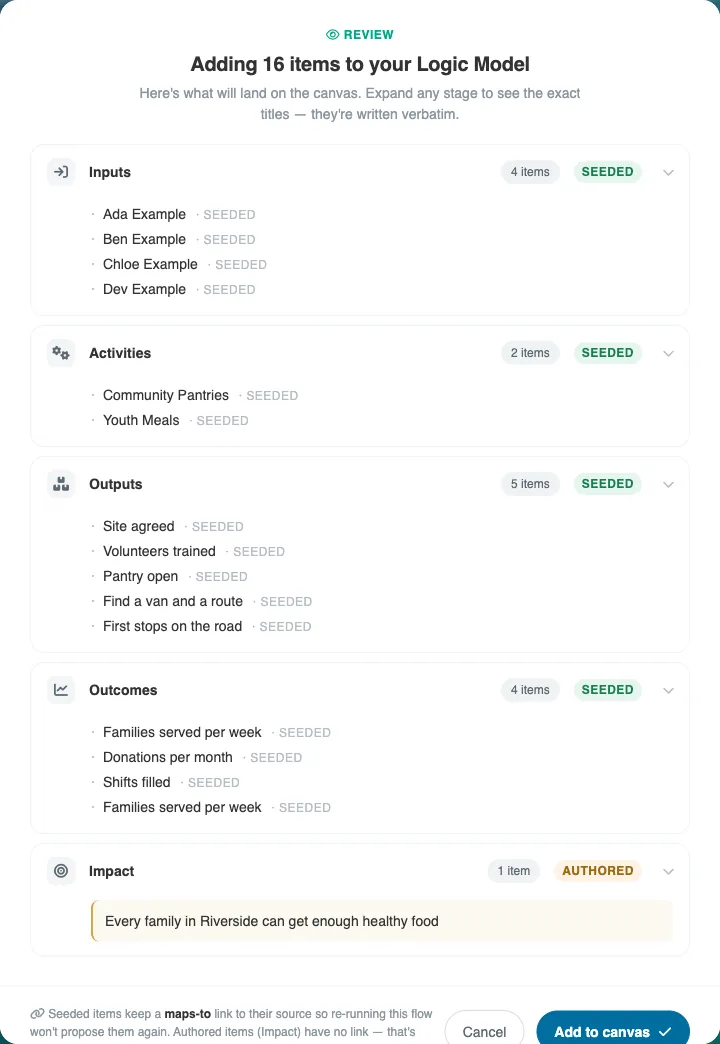 REVIEW
Adding 16 items to your Logic Model
Here's what will land on the canvas. Expand any stage to see the exact
titles — they're written verbatim.
Inputs 4 items SEEDED
· Ada Example · SEEDED
· Ben Example · SEEDED
· Chloe Example · SEEDED
· Dev Example · SEEDED
Activities 2 items SEEDED
· Community Pantries · SEEDED
· Youth Meals · SEEDED
Outputs 5 items SEEDED
· Site agreed · SEEDED
· Volunteers trained · SEEDED
· Pantry open · SEEDED
· Find a van and a route · SEEDED
· First stops on the road · SEEDED
Outcomes 4 items SEEDED
· Families served per week · SEEDED
· Donations per month · SEEDED
· Shifts filled · SEEDED
· Families served per week · SEEDED
Impact 1 item AUTHORED
Every family in Riverside can get enough healthy food
Seeded items keep a maps-to link to their source so re-running this flow
won't propose them again. Authored items (Impact) have no link — that's
Cancel
Add to canvas